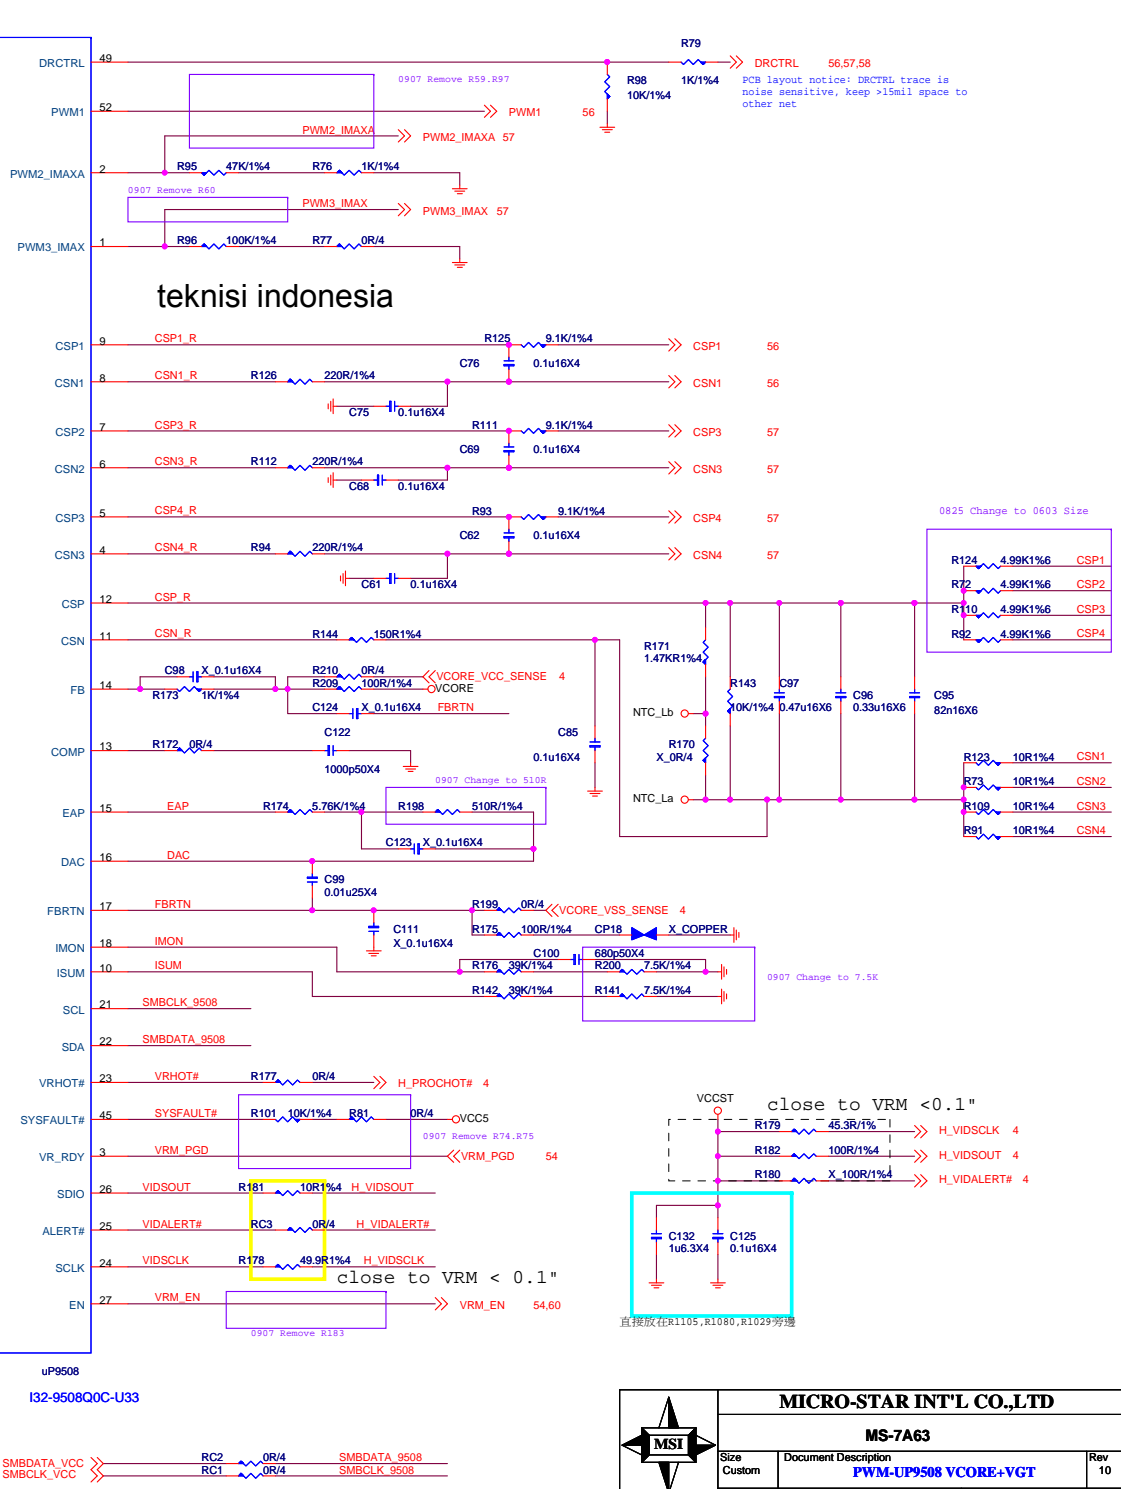 DRCTRL 49 R79 DRCTRL 56,57,58
0907 Remove R59.R97 R98 1K/1%4
10K/1%4
PCB layout notice: DRCTRL trace is
noise sensitive, keep >15mil space to
other net
PWM1 52 PWM1 56
PWM2_IMAXA PWM2_IMAXA 57
PWM2_IMAXA 2 R95 47K/1%4 R76 1K/1%4
0907 Remove R60
PWM3_IMAX PWM3_IMAX 57
PWM3_IMAX 1 R96 100K/1%4 R77 0R/4
teknisi indonesia
CSP1 9 CSP1_R R125 9.1K/1%4 CSP1 56
C76 0.1u16X4
CSN1 8 CSN1_R R126 220R/1%4 CSN1 56
C75 0.1u16X4
CSP2 7 CSP3_R R111 9.1K/1%4 CSP3 57
C69 0.1u16X4
CSN2 6 CSN3_R R112 220R/1%4 CSN3 57
C68 0.1u16X4
CSP3 5 CSP4_R R93 9.1K/1%4 CSP4 57
C62 0.1u16X4
CSN3 4 CSN4_R R94 220R/1%4 CSN4 57
C61 0.1u16X4
0825 Change to 0603 Size
R124 4.99K1%6 CSP1
R72 4.99K1%6 CSP2
R110 4.99K1%6 CSP3
R92 4.99K1%6 CSP4
CSP 12 CSP_R
CSN 11 CSN_R R144 150R1%4
R171
1.47KR1%4
C98 X_0.1u16X4 R210 0R/4 VCORE_VCC_SENSE 4
FB 14 R173 1K/1%4 R209 100R/1%4 VCORE
C124 X_0.1u16X4 FBRTN
R143
10K/1%4
C97
0.47u16X6
C96
0.33u16X6
C95
82n16X6
NTC_Lb
C122
COMP 13 R172 0R/4
1000p50X4
C85
0.1u16X4
R170
X_0R/4
R123 10R1%4 CSN1
R73 10R1%4 CSN2
R109 10R1%4 CSN3
R91 10R1%4 CSN4
NTC_La
0907 Change to 510R
EAP 15 EAP R174 5.76K/1%4 R198 510R/1%4
C123 X_0.1u16X4
DAC 16 DAC
C99
0.01u25X4
FBRTN 17 FBRTN R199 0R/4 VCORE_VSS_SENSE 4
C111
X_0.1u16X4
R175 100R/1%4 CP18 X_COPPER
IMON 18 IMON C100 680p50X4
R176 39K/1%4 R200 7.5K/1%4
ISUM 10 ISUM 0907 Change to 7.5K
R142 39K/1%4 R141 7.5K/1%4
SCL 21 SMBCLK_9508
SDA 22 SMBDATA_9508
VRHOT# 23 VRHOT# R177 0R/4 H_PROCHOT# 4
SYSFAULT# 45 SYSFAULT# R101 10K/1%4 R81 0R/4 VCC5
0907 Remove R74.R75
VR_RDY 3 VRM_PGD VRM_PGD 54
VCCST
close to VRM <0.1"
R179 45.3R/1% H_VIDSCLK 4
R182 100R/1%4 H_VIDSOUT 4
R180 X_100R/1%4 H_VIDALERT# 4
SDIO 26 VIDSOUT R181 10R1%4 H_VIDSOUT
ALERT# 25 VIDALERT# RC3 0R/4 H_VIDALERT#
SCLK 24 VIDSCLK R178 49.9R1%4 H_VIDSCLK
close to VRM < 0.1"
C132
1u6.3X4
C125
0.1u16X4
EN 27 VRM_EN VRM_EN 54,60
0907 Remove R183
直接放在R1105,R1080,R1029旁邊
uP9508
I32-9508Q0C-U33
SMBDATA_VCC RC2 0R/4 SMBDATA_9508
SMBCLK_VCC RC1 0R/4 SMBCLK_9508
MSI
MICRO-STAR INT'L CO.,LTD
MS-7A63
Size
Custom
Document Description
PWM-UP9508 VCORE+VGT
Rev
10